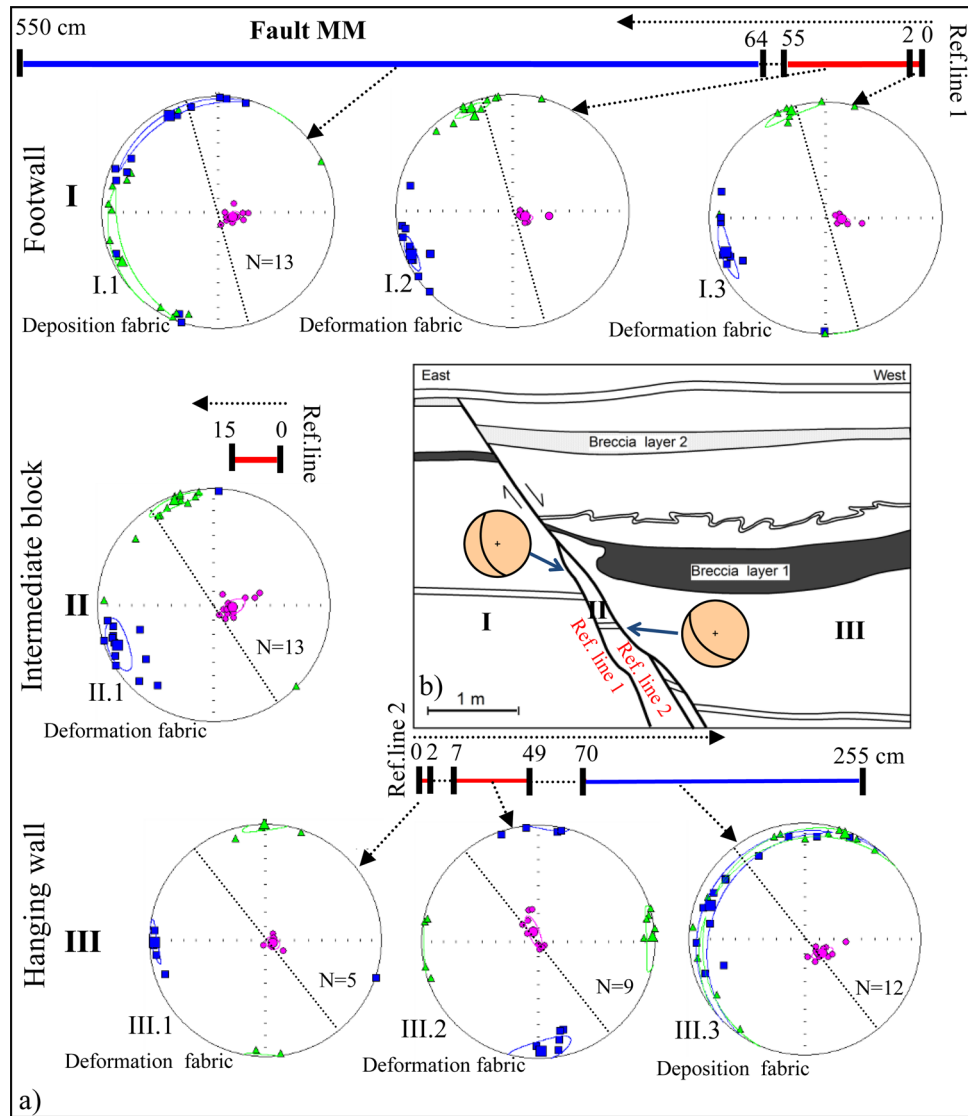 550 cm
Fault MM
64
55
2
0
Ref.line 1
Footwall
I
N=13
I.1
I.2
I.3
Deposition fabric
Deformation fabric
Deformation fabric
15
0
Ref.line
Intermediate block
II
N=13
II.1
Deformation fabric
East
West
Breccia layer 2
Breccia layer 1
I
II
III
Ref. line 1
Ref. line 2
b)
1 m
Ref.line 2
0
2
7
49
70
255 cm
Hanging wall
III
N=5
N=9
N=12
III.1
III.2
III.3
Deformation fabric
Deformation fabric
Deposition fabric
a)